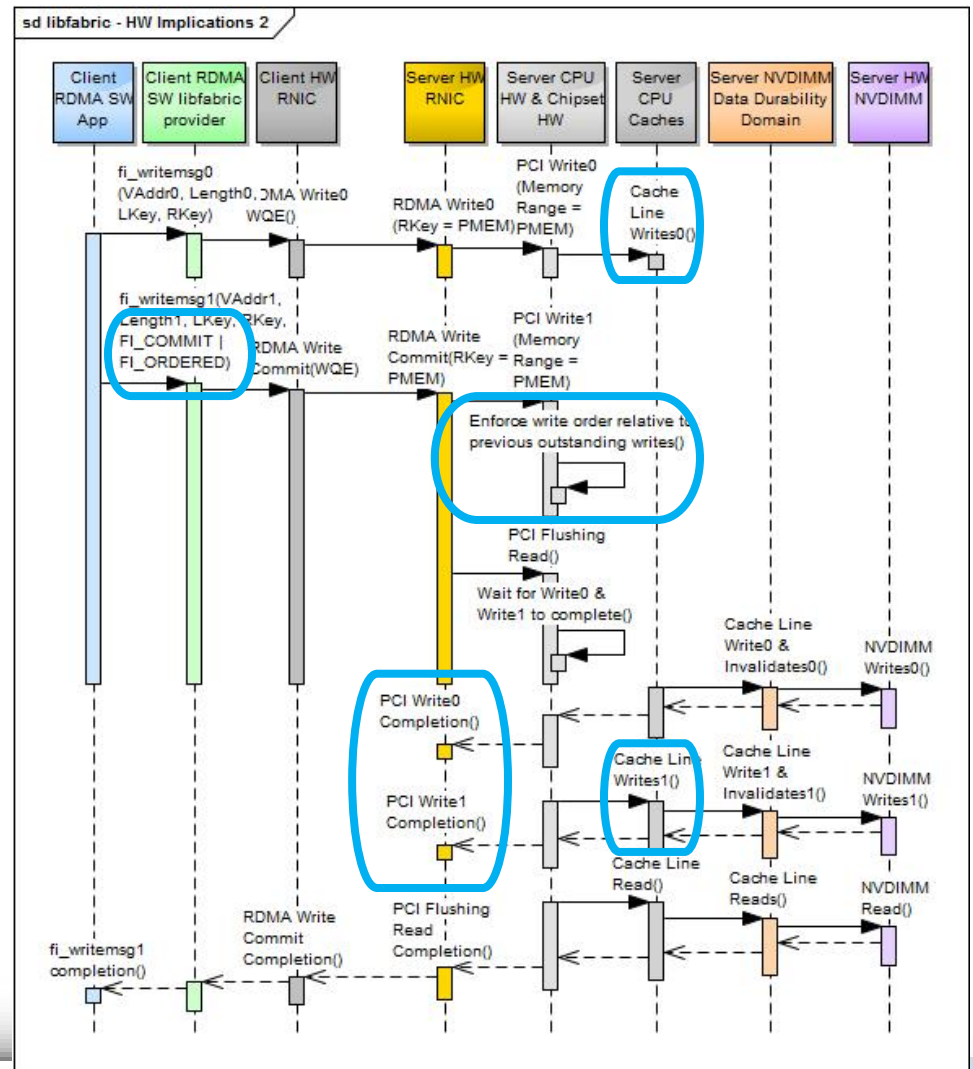 sd libfabric - HW Implications 2
Client
RDMA SW
App
Client RDMA
SW libfabric
provider
Client HW
RNIC
Server HW
RNIC
Server CPU
HW & Chipset
HW
Server
CPU
Caches
Server NVDIMM
Data Durability
Domain
Server HW
NVDIMM
fi_writemsg0
(VAddr0, Length0,
LKey, RKey)
DMA Write0
WQE()
RDMA Write0
(RKey = PMEM)
PCI Write0
(Memory
Range =
PMEM)
Cache
Line
Writes0()
fi_writemsg1(VAddr1,
Length1, LKey, RKey,
FI_COMMIT |
FI_ORDERED)
RDMA Write
Commit(WQE)
RDMA Write
Commit(RKey =
PMEM)
PCI Write1
(Memory
Range =
PMEM)
Enforce write order relative to
previous outstanding writes()
PCI Flushing
Read()
Wait for Write0 &
Write1 to complete()
Cache Line
Write0 &
Invalidates0()
NVDIMM
Writes0()
PCI Write0
Completion()
Cache Line
Writes1()
Cache Line
Write1 &
Invalidates1()
NVDIMM
Writes1()
PCI Write1
Completion()
Cache Line
Read()
Cache Line
Reads()
NVDIMM
Read()
PCI Flushing
Read
Completion()
RDMA Write
Commit
Completion()
fi_writemsg1
completion()